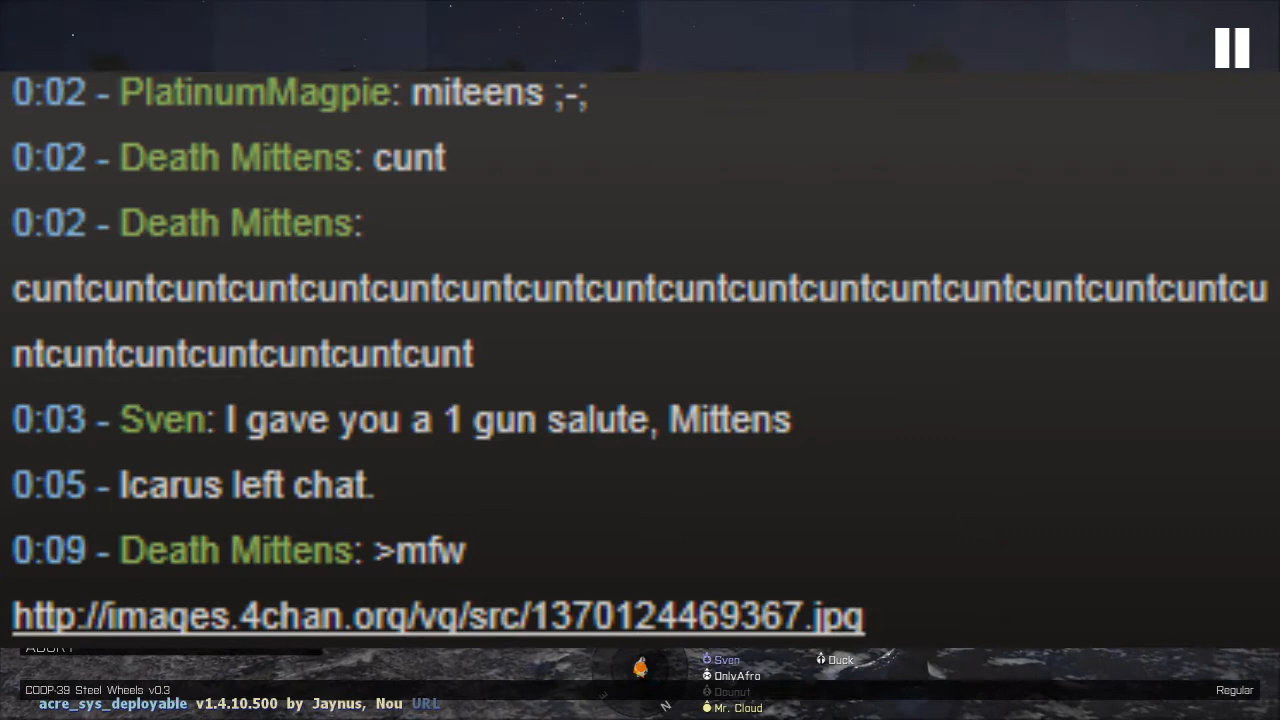 0:02 - PlatinumMagpie: miteens ;-;
0:02 - Death Mittens: cunt
0:02 - Death Mittens:
cuntcuntcuntcuntcuntcuntcuntcuntcuntcuntcuntcuntcuntcuntcuntcuntcuntcu
ntcuntcuntcuntcuntcuntcunt
0:03 - Sven: I gave you a 1 gun salute, Mittens
0:05 - Icarus left chat.
0:09 - Death Mittens: >mfw
http://images.4chan.org/vg/src/1370124469367.jpg
ABORT
Sven
Duck
OnlyAfro
Dounut
Mr. Cloud
N
COOP-39 Steel Wheels v0.3
Regular
acre_sys_deployable v1.4.10.500 by Jaynus, Nou URL